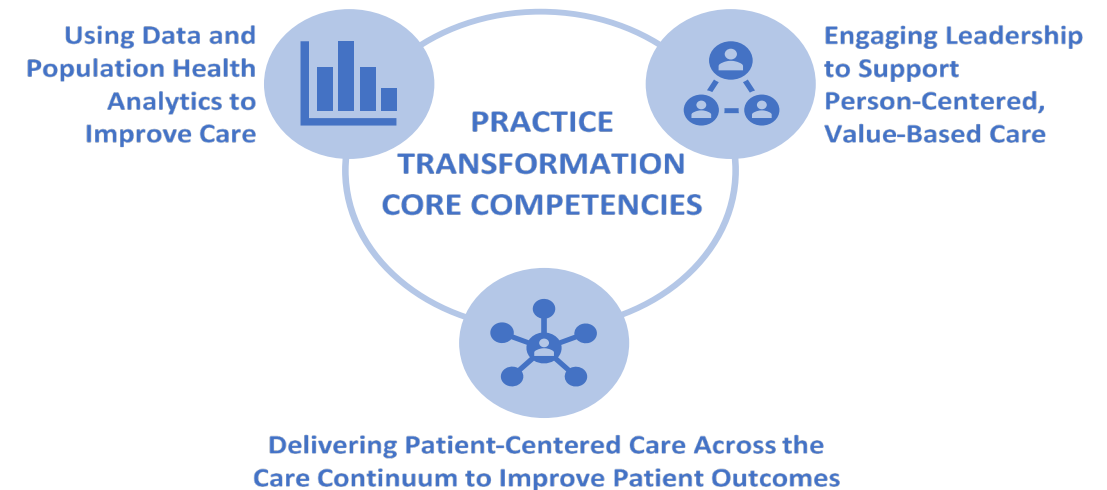 Using Data and
Population Health
Analytics to
Improve Care
Engaging Leadership
to Support
Person-Centered,
Value-Based Care
PRACTICE
TRANSFORMATION
CORE COMPETENCIES
Delivering Patient-Centered Care Across the
Care Continuum to Improve Patient Outcomes